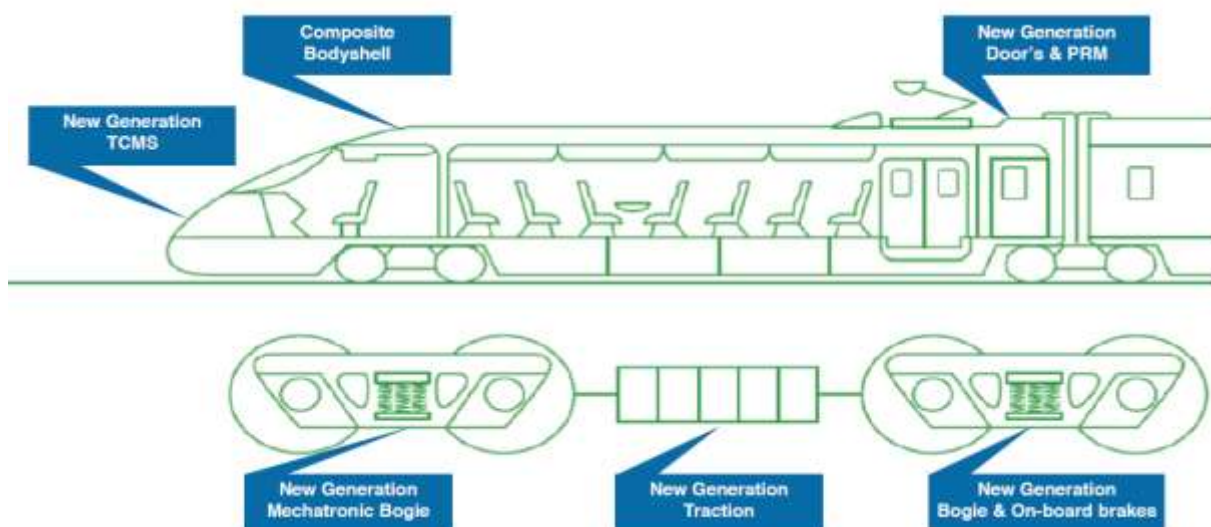 Composite
Bodyshell
New Generation
Door's & PRM
New Generation
TCMS
New Generation
Mechatronic Bogie
New Generation
Traction
New Generation
Bogie & On-board brakes